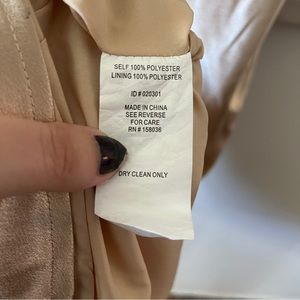 SELF 100% POLYESTER
LINING 100% POLYESTER
ID # 020301
MADE IN CHINA
SEE REVERSE
FOR CARE
RN # 158036
DRY CLEAN ONLY